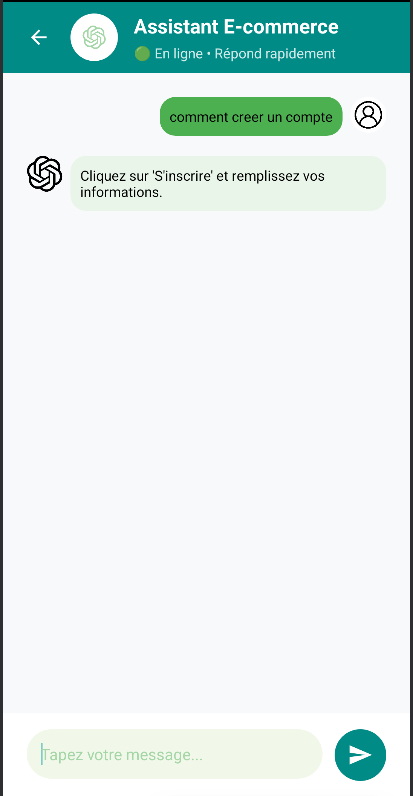 Assistant E-commerce
En ligne • Répond rapidement
comment creer un compte
Cliquez sur 'S'inscrire' et remplissez vos
informations.
Tapez votre message...